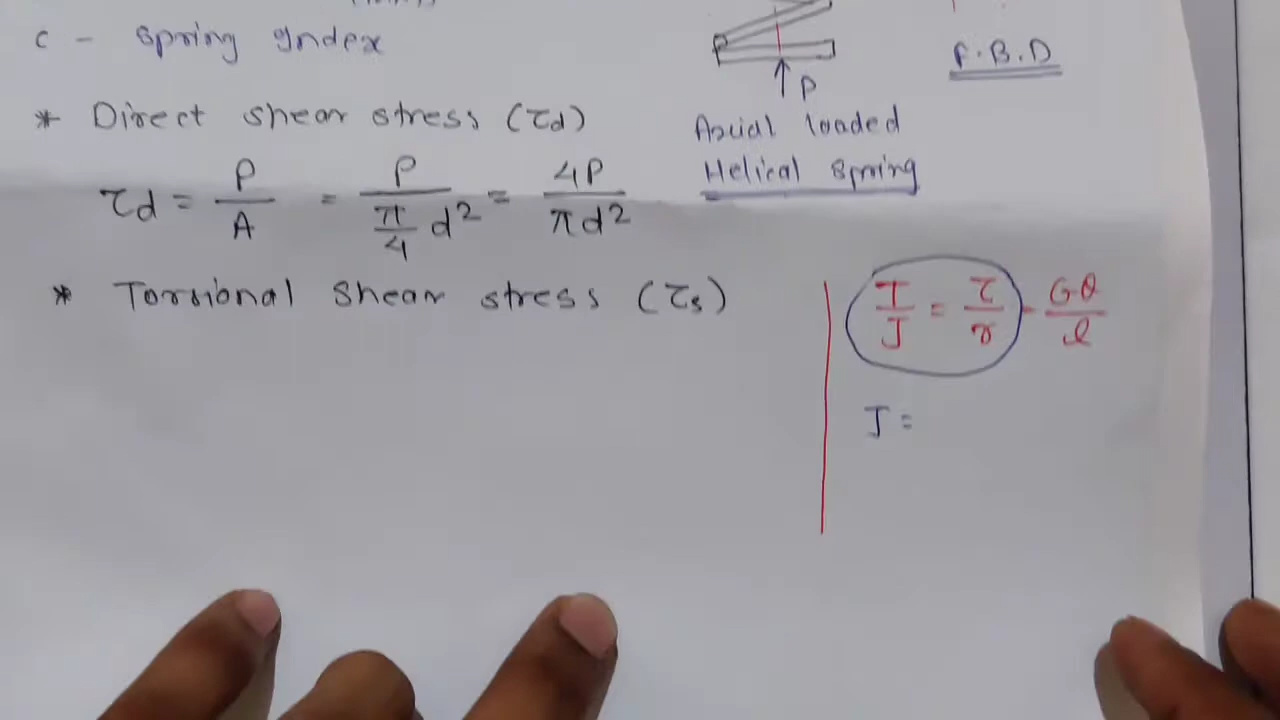 C - Spring Index
P
F.B.D
* Direct shear stress (τd)
Axial loaded
Helical Spring
τd = P/A = P/(π/4 d²) = 4P/πd²
* Torsional Shear stress (τs)
T/J = τ/r = Gθ/l
J =